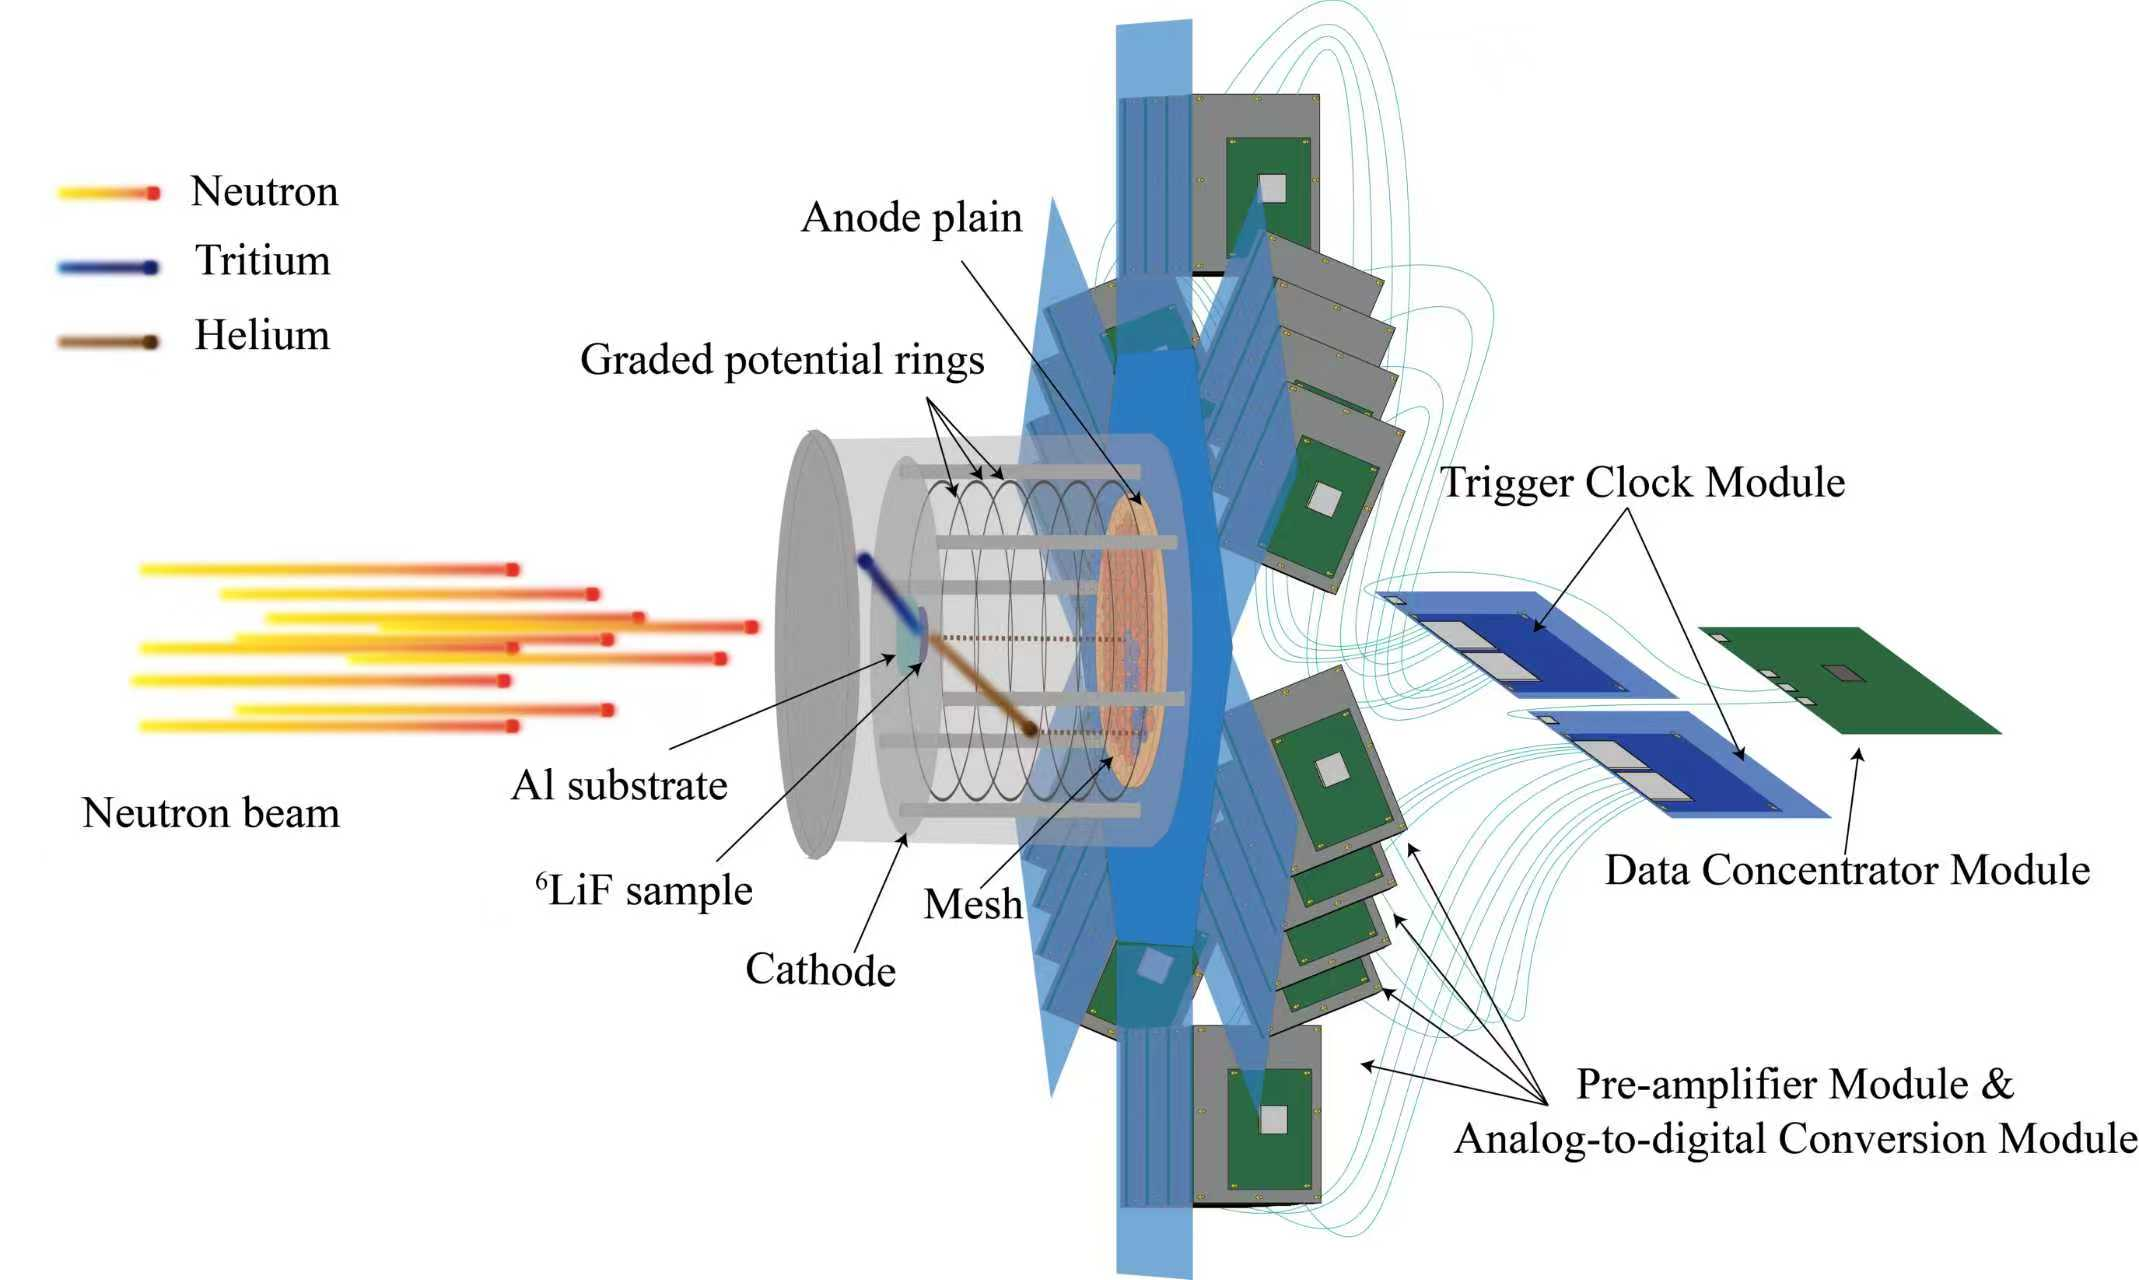 Neutron
Tritium
Helium
Anode plain
Graded potential rings
Trigger Clock Module
Al substrate
Neutron beam
⁶LiF sample
Mesh
Cathode
Data Concentrator Module
Pre-amplifier Module &
Analog-to-digital Conversion Module